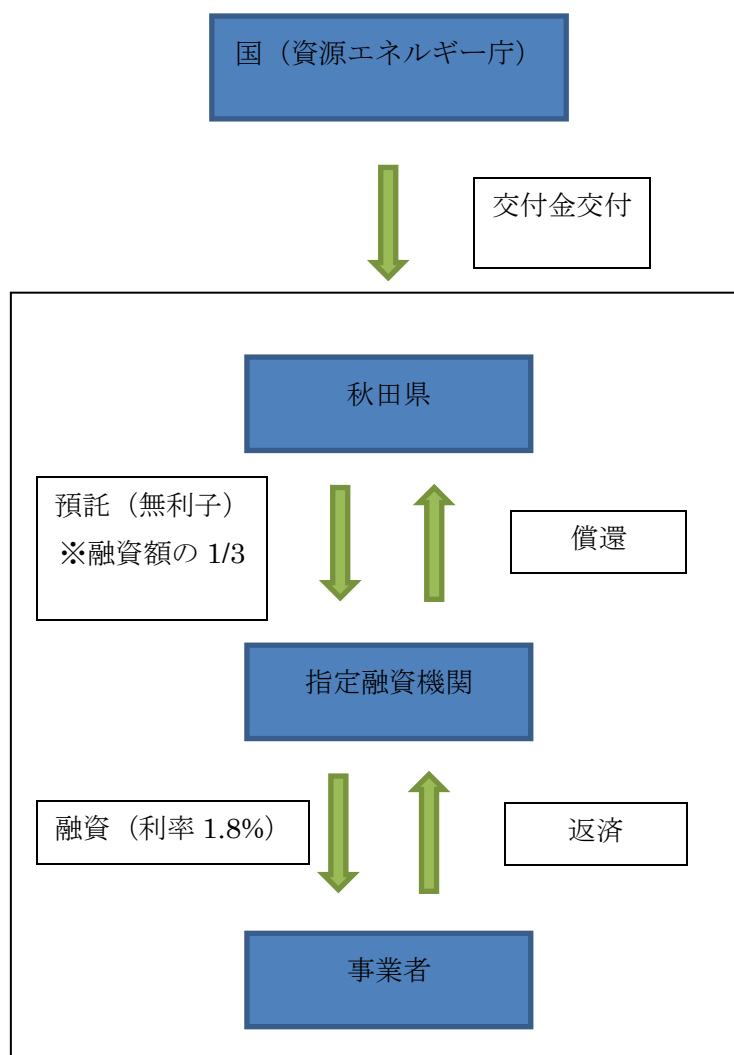 国（資源エネルギー庁）
交付金交付
秋田県
預託（無利子）
※融資額の 1/3
償還
指定融資機関
融資（利率 1.8%）
返済
事業者